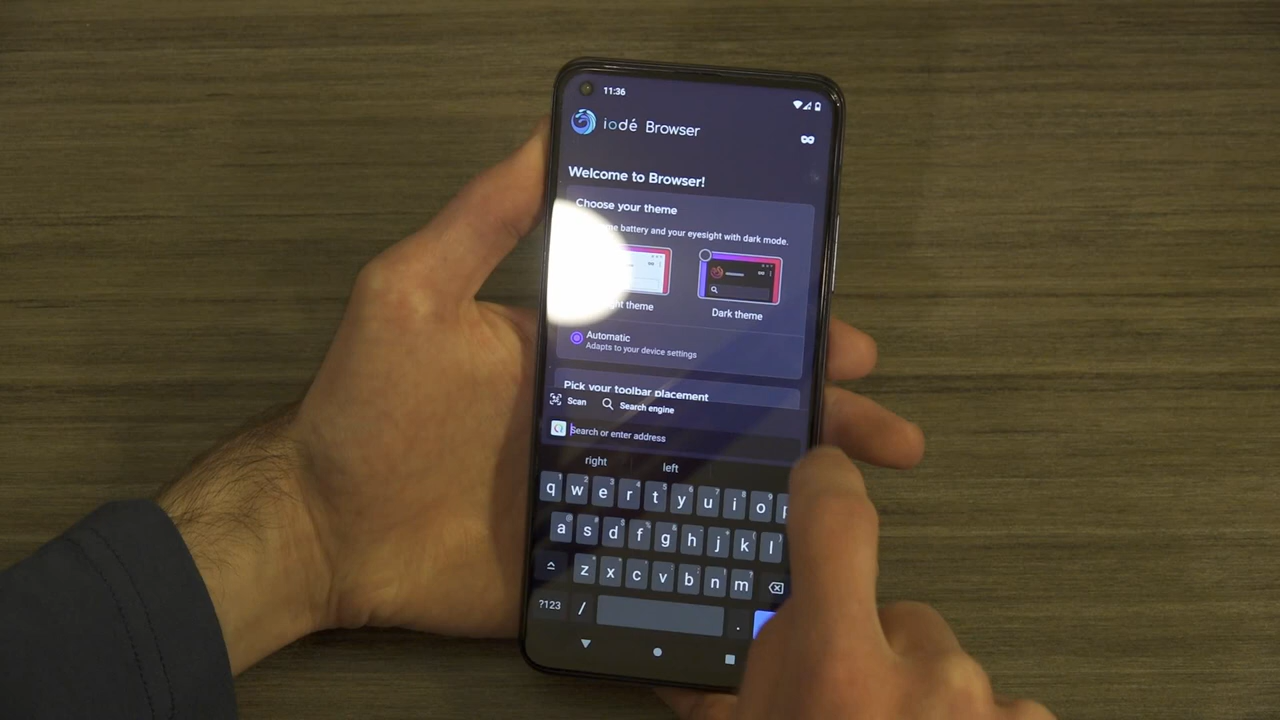 11:36
iodé Browser
Welcome to Browser!
Choose your theme
battery and your eyesight with dark mode.
theme
Dark theme
Automatic
Adapts to your device settings
Pick your toolbar placement
Scan
Search engine
Search or enter address
right
left
q w e r t y u i o p
a s d f g h j k l
z x c v b n m
?123 / .